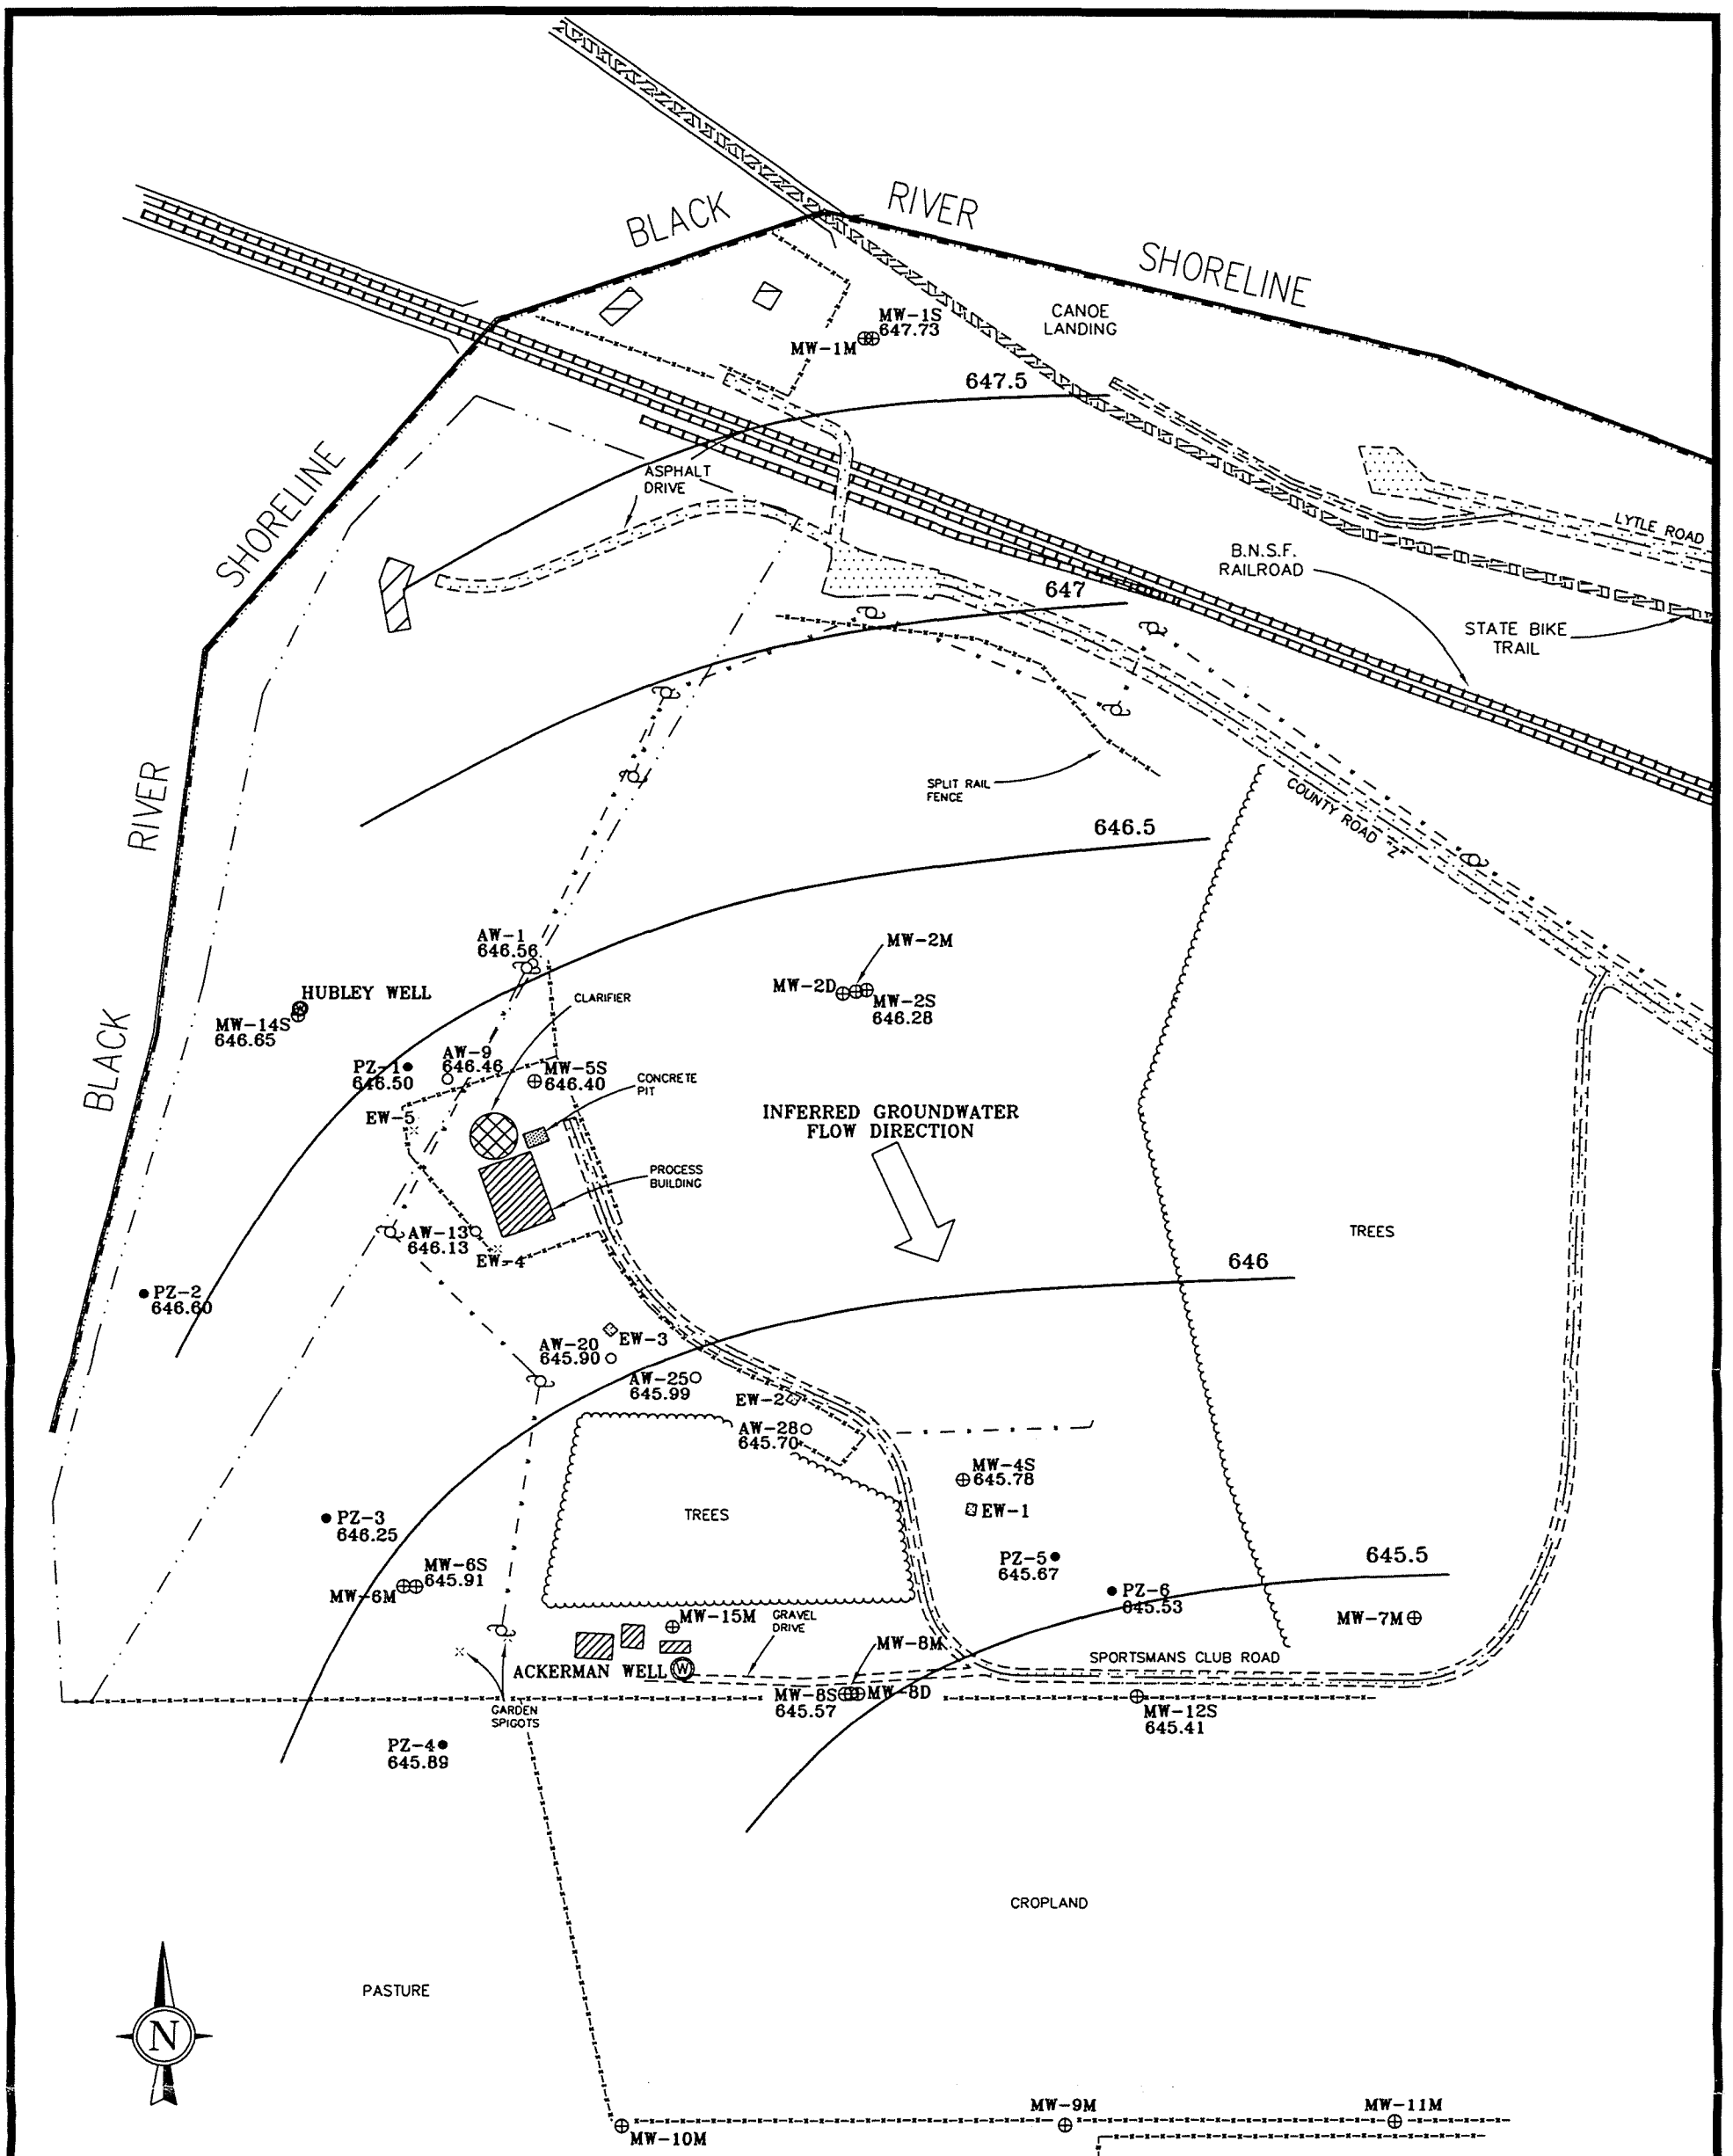 BLACK
RIVER
SHORELINE
MW-1S
647.73
MW-1M
CANOE
LANDING
647.5
SHORELINE
ASPHALT
DRIVE
LYTLE ROAD
B.N.S.F.
RAILROAD
647
STATE BIKE
TRAIL
RIVER
SPLIT RAIL
FENCE
COUNTY ROAD "Z"
646.5
AW-1
646.56
MW-2M
HUBLEY WELL
CLARIFIER
MW-2D
MW-2S
646.28
MW-14S
646.65
BLACK
PZ-1
646.50
AW-9
646.46
MW-5S
646.40
CONCRETE
PIT
EW-5
INFERRED GROUNDWATER
FLOW DIRECTION
PROCESS
BUILDING
AW-13
646.13
EW-4
TREES
646
PZ-2
646.60
EW-3
AW-20
645.90
AW-25
645.99
EW-2
AW-28
645.70
MW-4S
645.78
TREES
EW-1
PZ-3
646.25
PZ-5
645.67
645.5
MW-6S
645.91
MW-6M
PZ-6
645.53
MW-15M
GRAVEL
DRIVE
MW-7M
MW-8M
ACKERMAN WELL
SPORTSMANS CLUB ROAD
MW-8S
645.57
MW-8D
GARDEN
SPIGOTS
MW-12S
645.41
PZ-4
645.89
CROPLAND
PASTURE
N
MW-9M
MW-11M
MW-10M